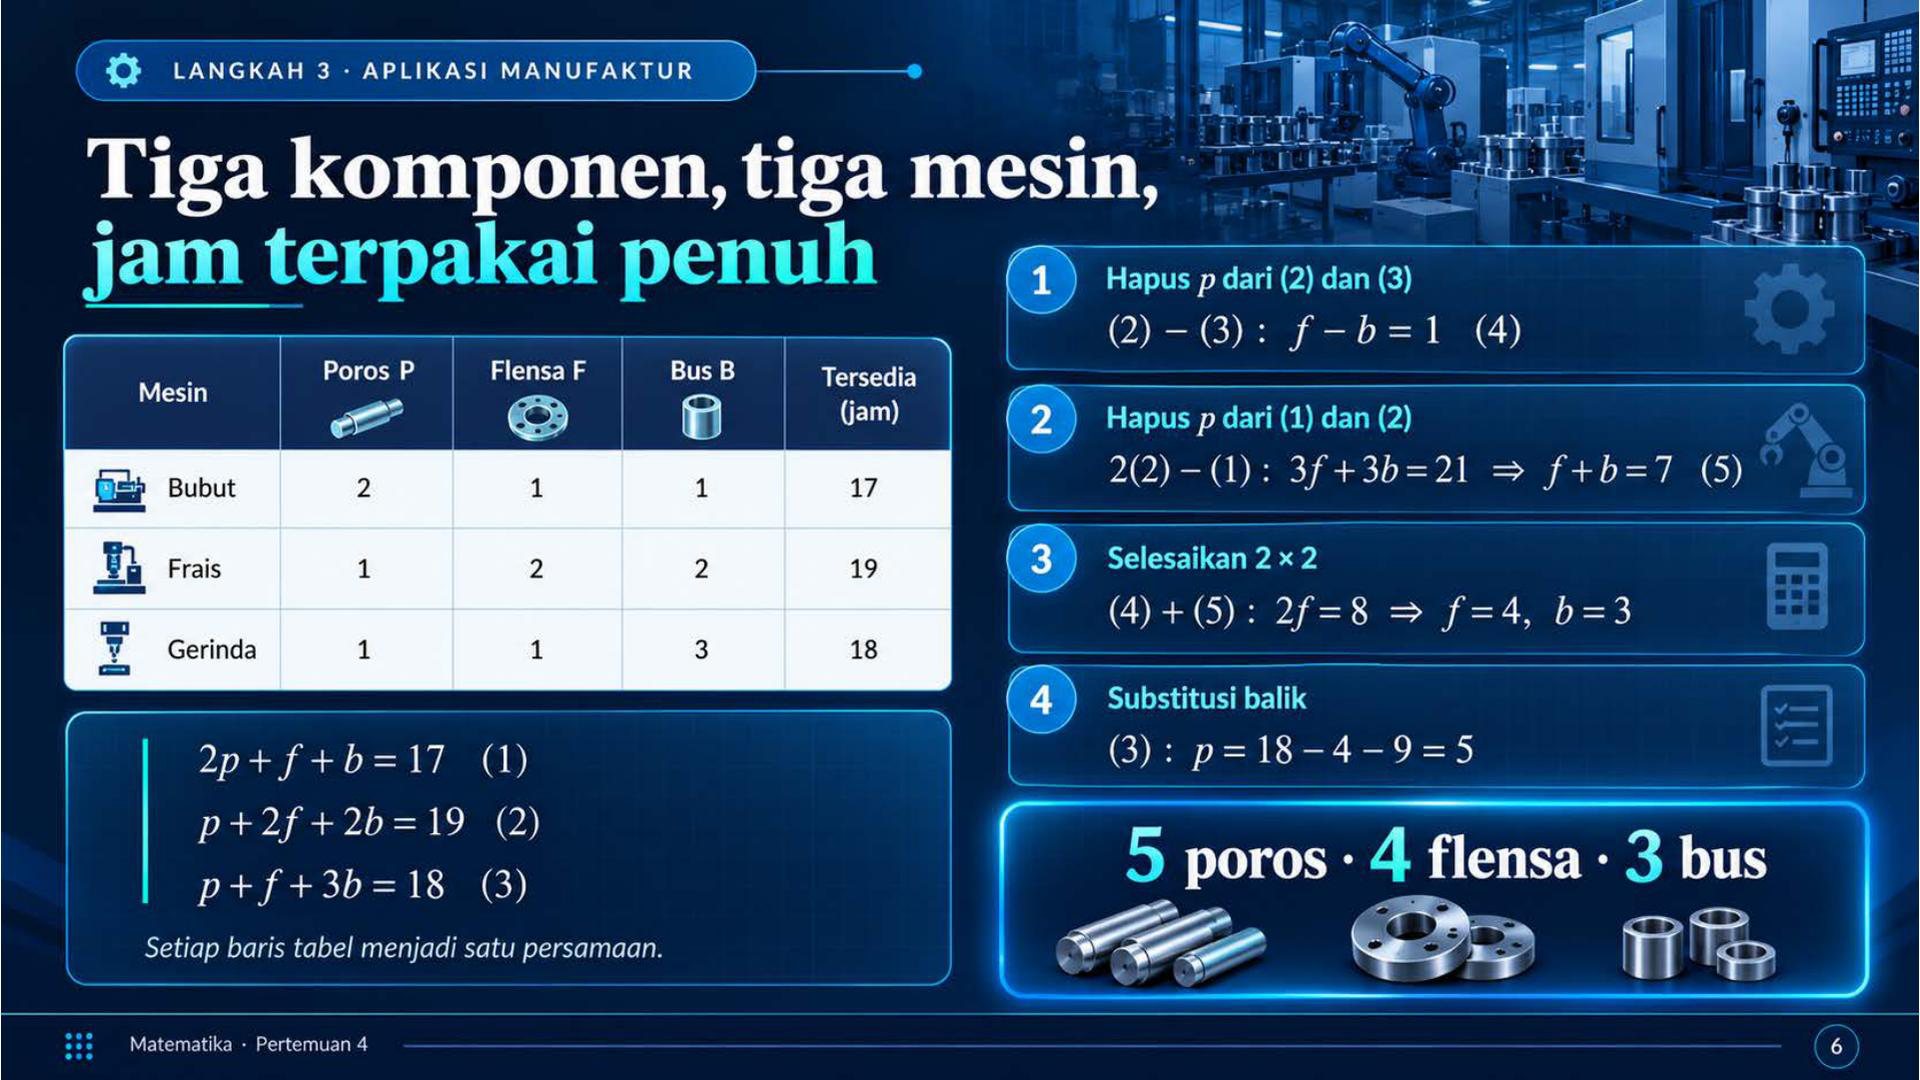 LANGKAH 3 · APLIKASI MANUFAKTUR
Tiga komponen, tiga mesin,
jam terpakai penuh
Mesin Poros P Flensa F Bus B Tersedia (jam)
Bubut 2 1 1 17
Frais 1 2 2 19
Gerinda 1 1 3 18
2p + f + b = 17 (1)
p + 2f + 2b = 19 (2)
p + f + 3b = 18 (3)
Setiap baris tabel menjadi satu persamaan.
1 Hapus p dari (2) dan (3)
(2) − (3) : f − b = 1 (4)
2 Hapus p dari (1) dan (2)
2(2) − (1) : 3f + 3b = 21 ⇒ f + b = 7 (5)
3 Selesaikan 2 × 2
(4) + (5) : 2f = 8 ⇒ f = 4, b = 3
4 Substitusi balik
(3) : p = 18 − 4 − 9 = 5
5 poros · 4 flensa · 3 bus
Matematika · Pertemuan 4
6